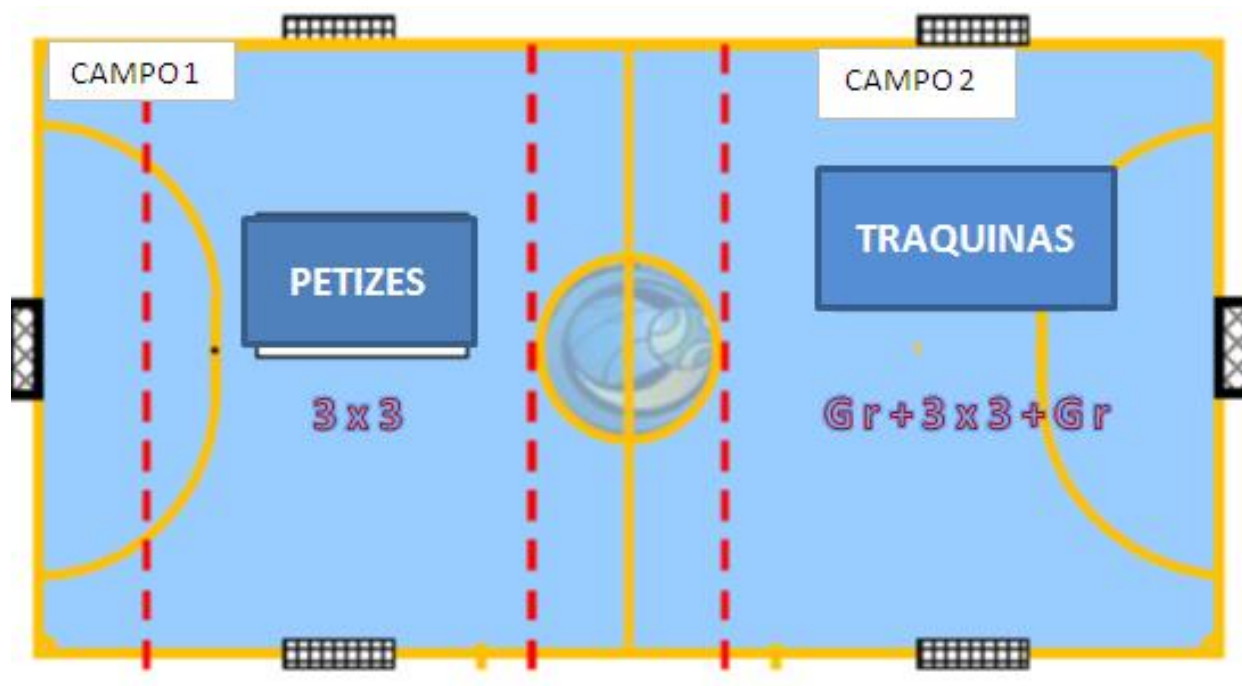 CAMPO 1
CAMPO 2
PETIZES
TRAQUINAS
3 x 3
Gr + 3 x 3 + Gr